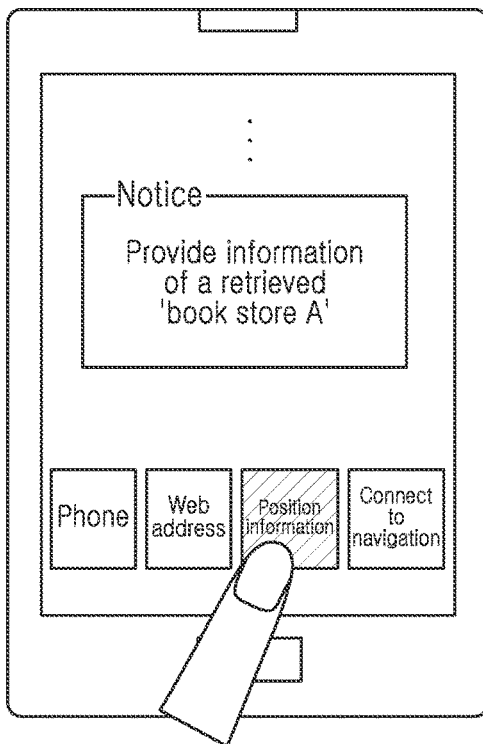 Notice
Provide information
of a retrieved
'book store A'
Phone
Web
address
Position
information
Connect
to
navigation